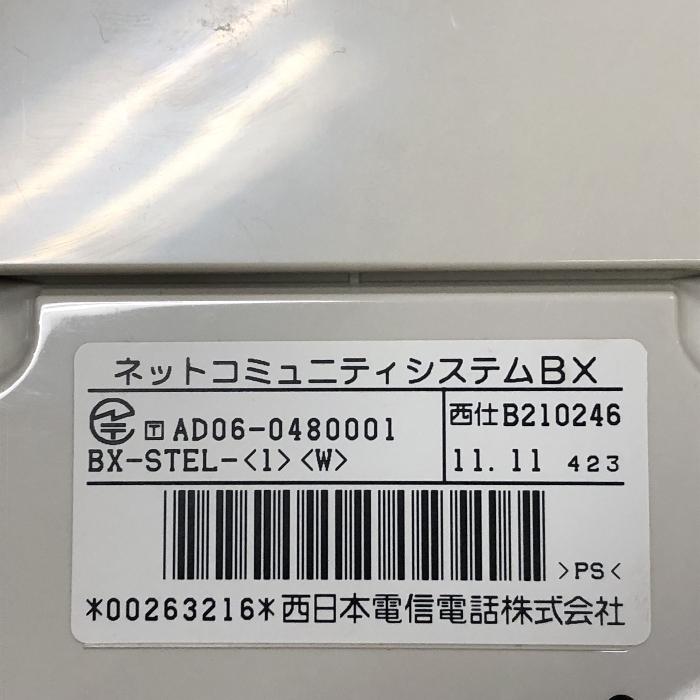 ネットコミュニティシステムBX
T AD06-0480001 西仕B210246
BX-STEL-<1><W> 11.11 423
>PS<
*00263216*西日本電信電話株式会社